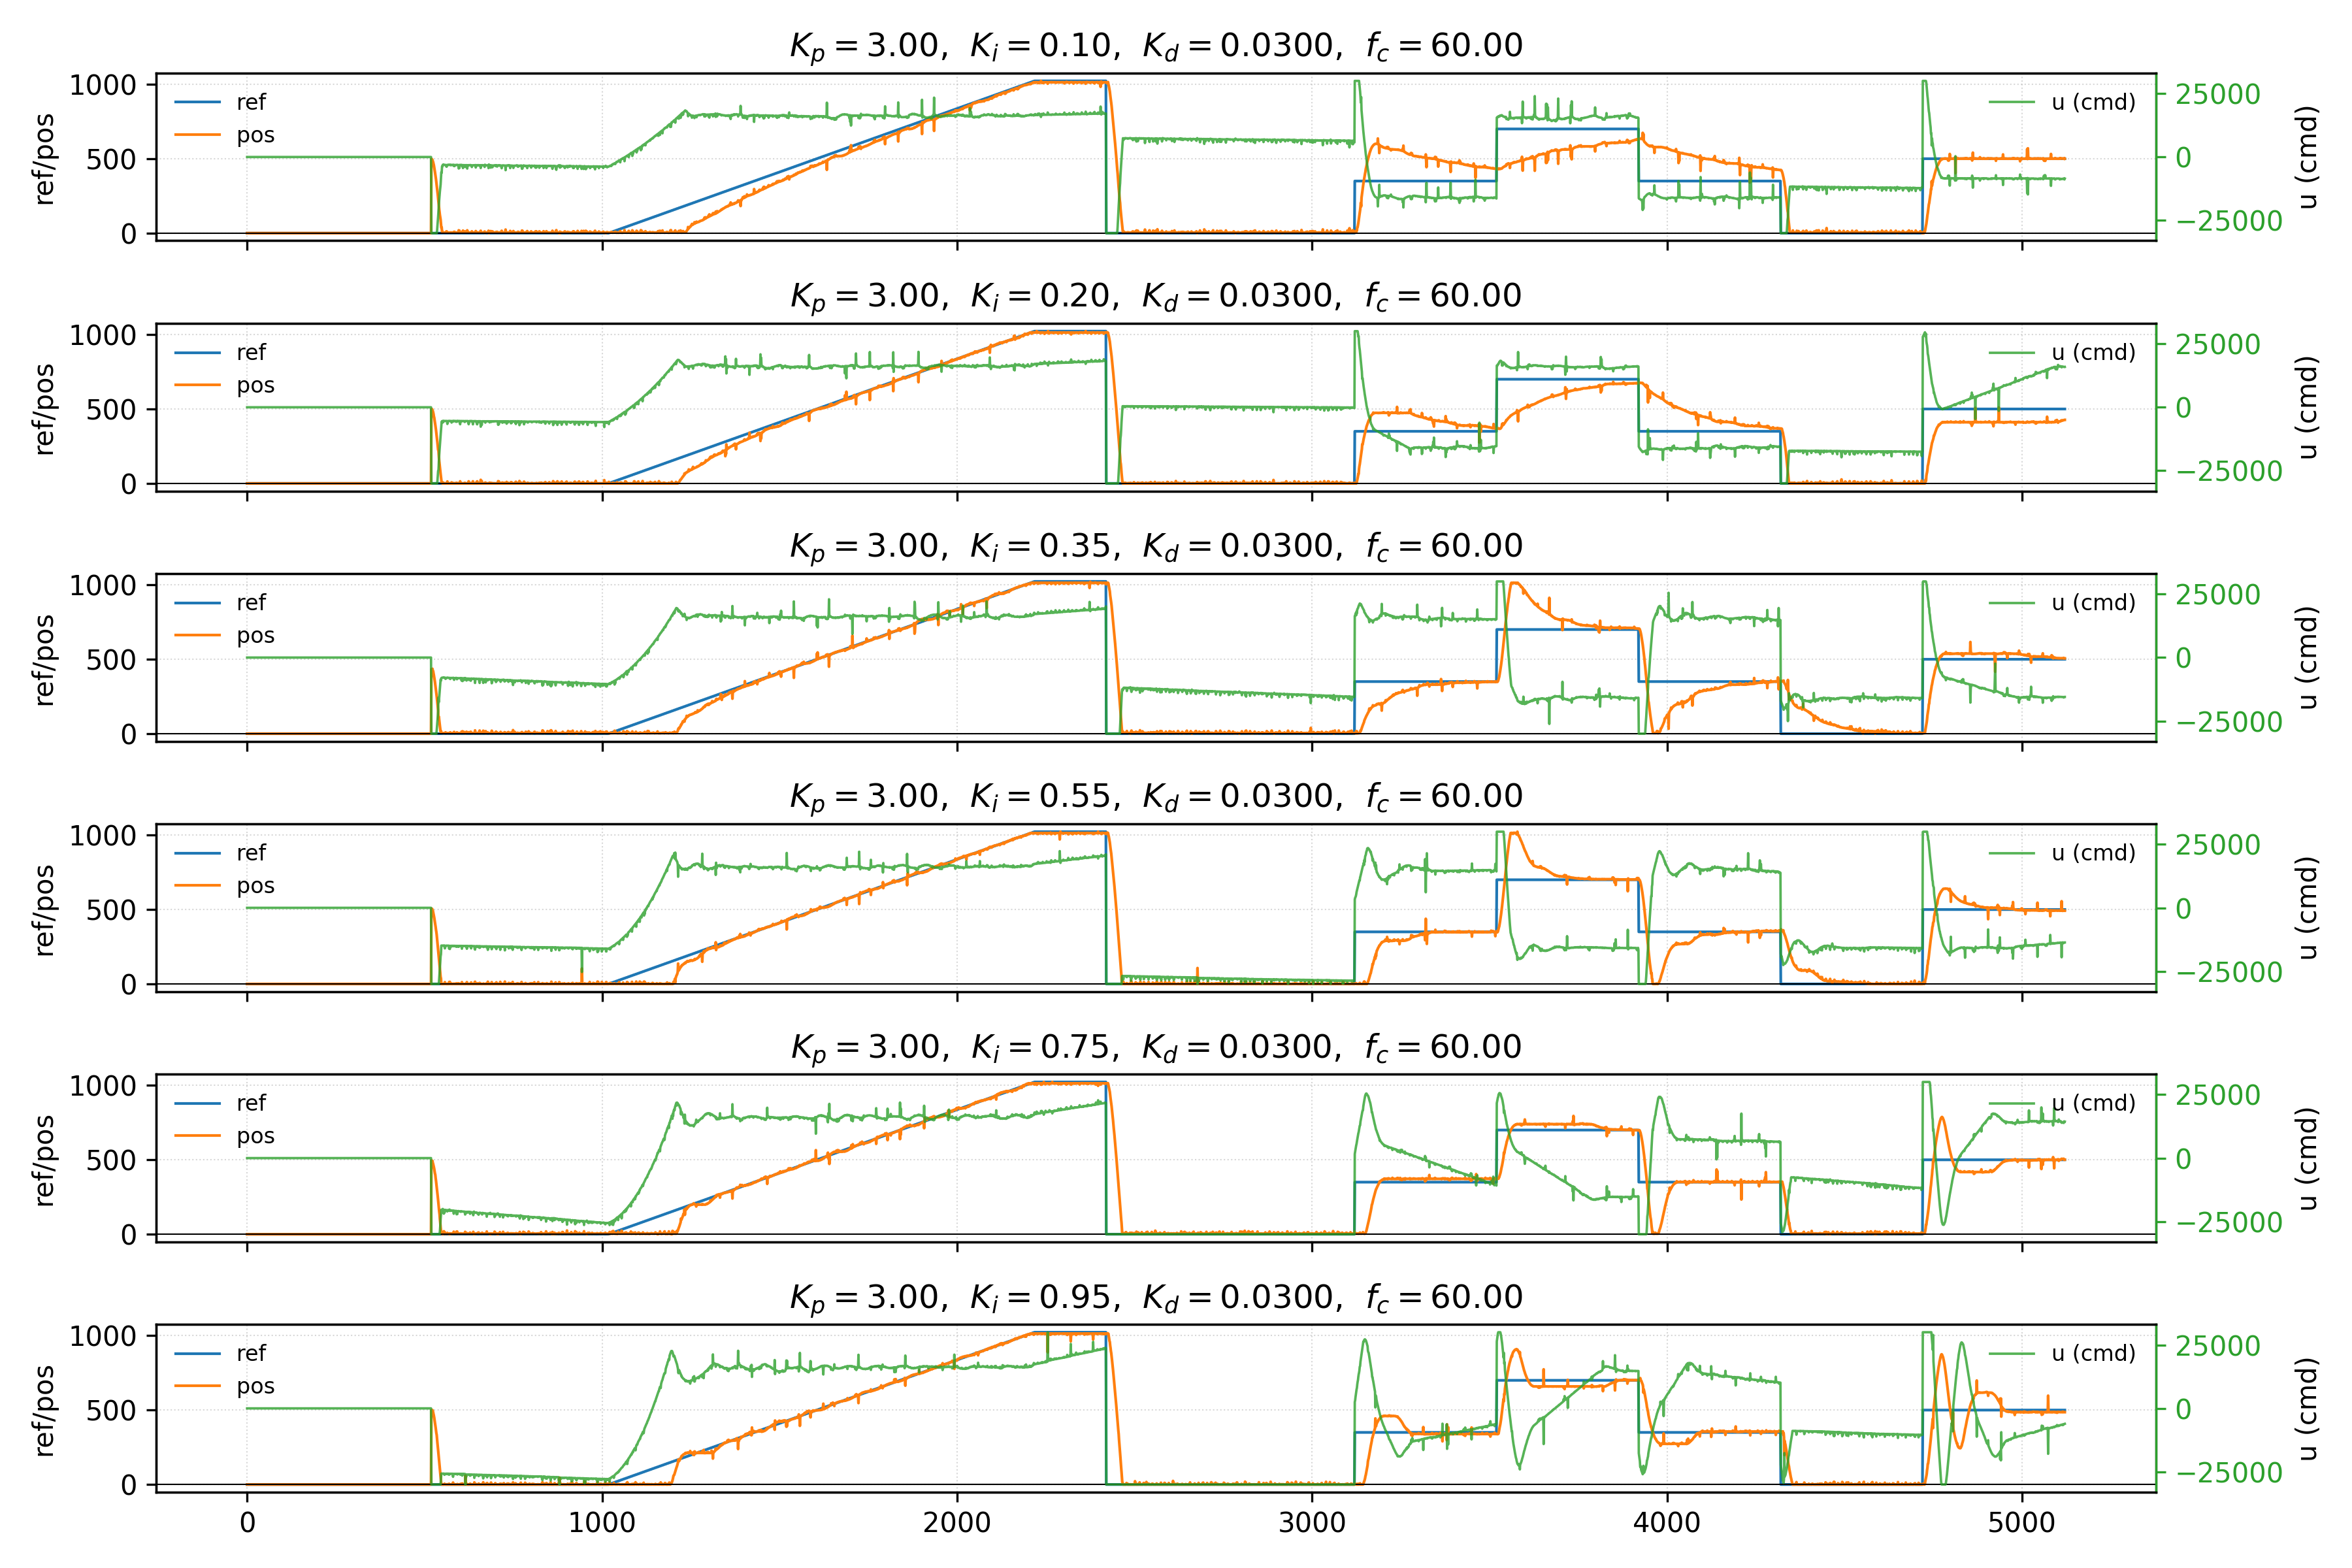 K_p = 3.00, K_i = 0.10, K_d = 0.0300, f_c = 60.00
1000
500
0
ref/pos
ref
pos
u (cmd)
25000
0
−25000
u (cmd)
K_p = 3.00, K_i = 0.20, K_d = 0.0300, f_c = 60.00
1000
500
0
ref/pos
ref
pos
u (cmd)
25000
0
−25000
u (cmd)
K_p = 3.00, K_i = 0.35, K_d = 0.0300, f_c = 60.00
1000
500
0
ref/pos
ref
pos
u (cmd)
25000
0
−25000
u (cmd)
K_p = 3.00, K_i = 0.55, K_d = 0.0300, f_c = 60.00
1000
500
0
ref/pos
ref
pos
u (cmd)
25000
0
−25000
u (cmd)
K_p = 3.00, K_i = 0.75, K_d = 0.0300, f_c = 60.00
1000
500
0
ref/pos
ref
pos
u (cmd)
25000
0
−25000
u (cmd)
K_p = 3.00, K_i = 0.95, K_d = 0.0300, f_c = 60.00
1000
500
0
ref/pos
ref
pos
u (cmd)
25000
0
−25000
u (cmd)
0 1000 2000 3000 4000 5000